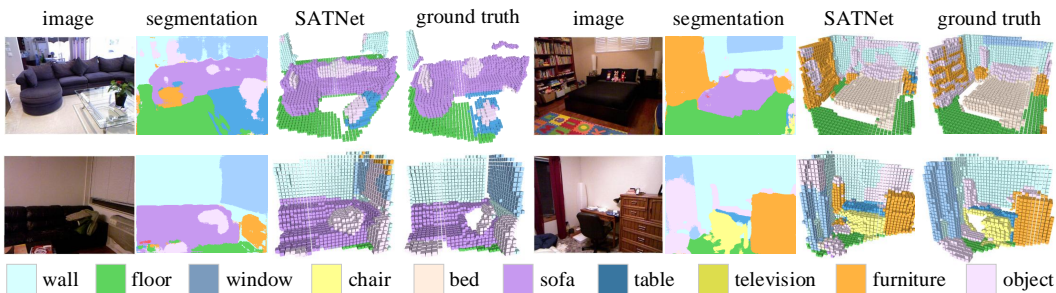 image segmentation SATNet ground truth image segmentation SATNet ground truth
wall floor window chair bed sofa table television furniture object